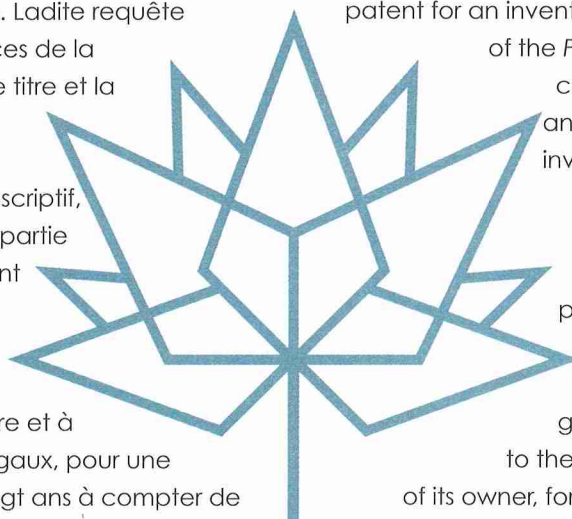 . Ladite requête
ces de la
e titre et la
scriptif,
partie
nt
re et à
gaux, pour une
gt ans à compter de
patent for an invent
of the P
c
an
inv
p
g
to the
of its owner, for